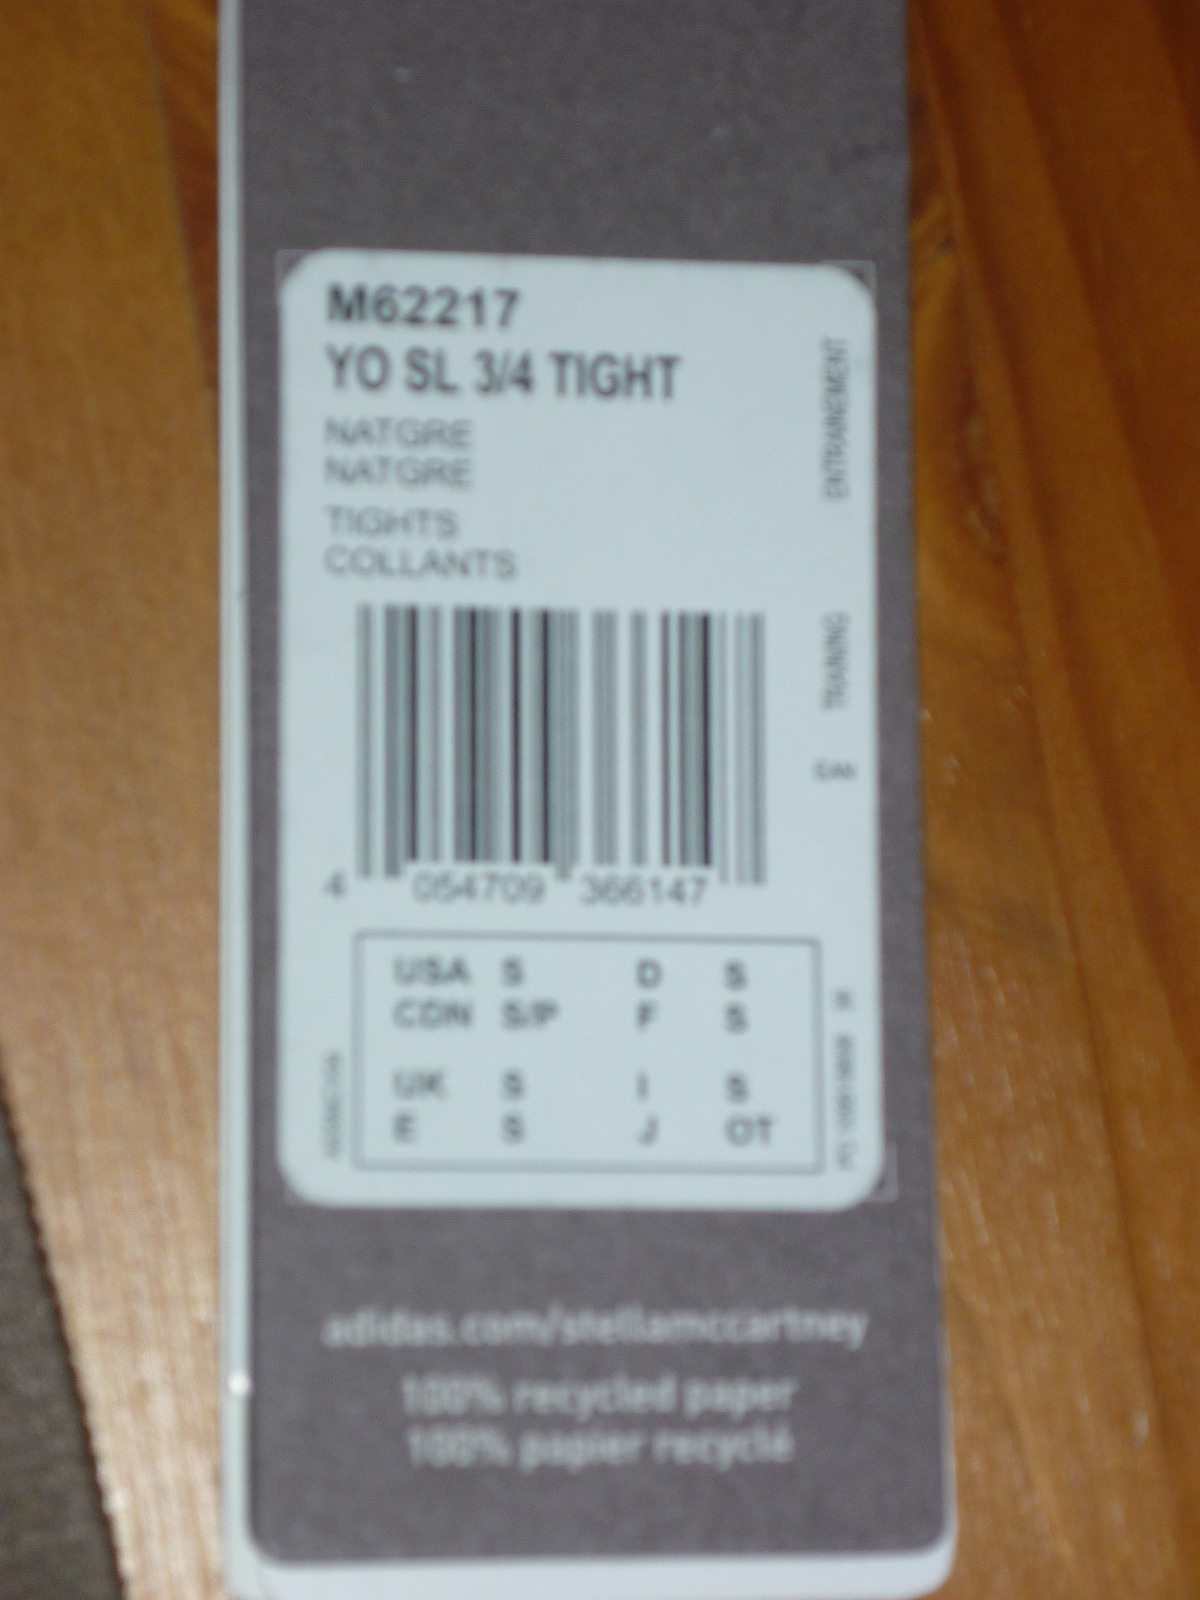 M62217
YO SL 3/4 TIGHT
NATGRE
NATGRE
TIGHTS
COLLANTS
ENTRAINEMENT
TRAINING
EAN
4 054709 366147
USA S D S
CDN S/P F S
UK S I S
E S J OT
adidas.com/stellamccartney
100% recycled paper
100% papier recyclé